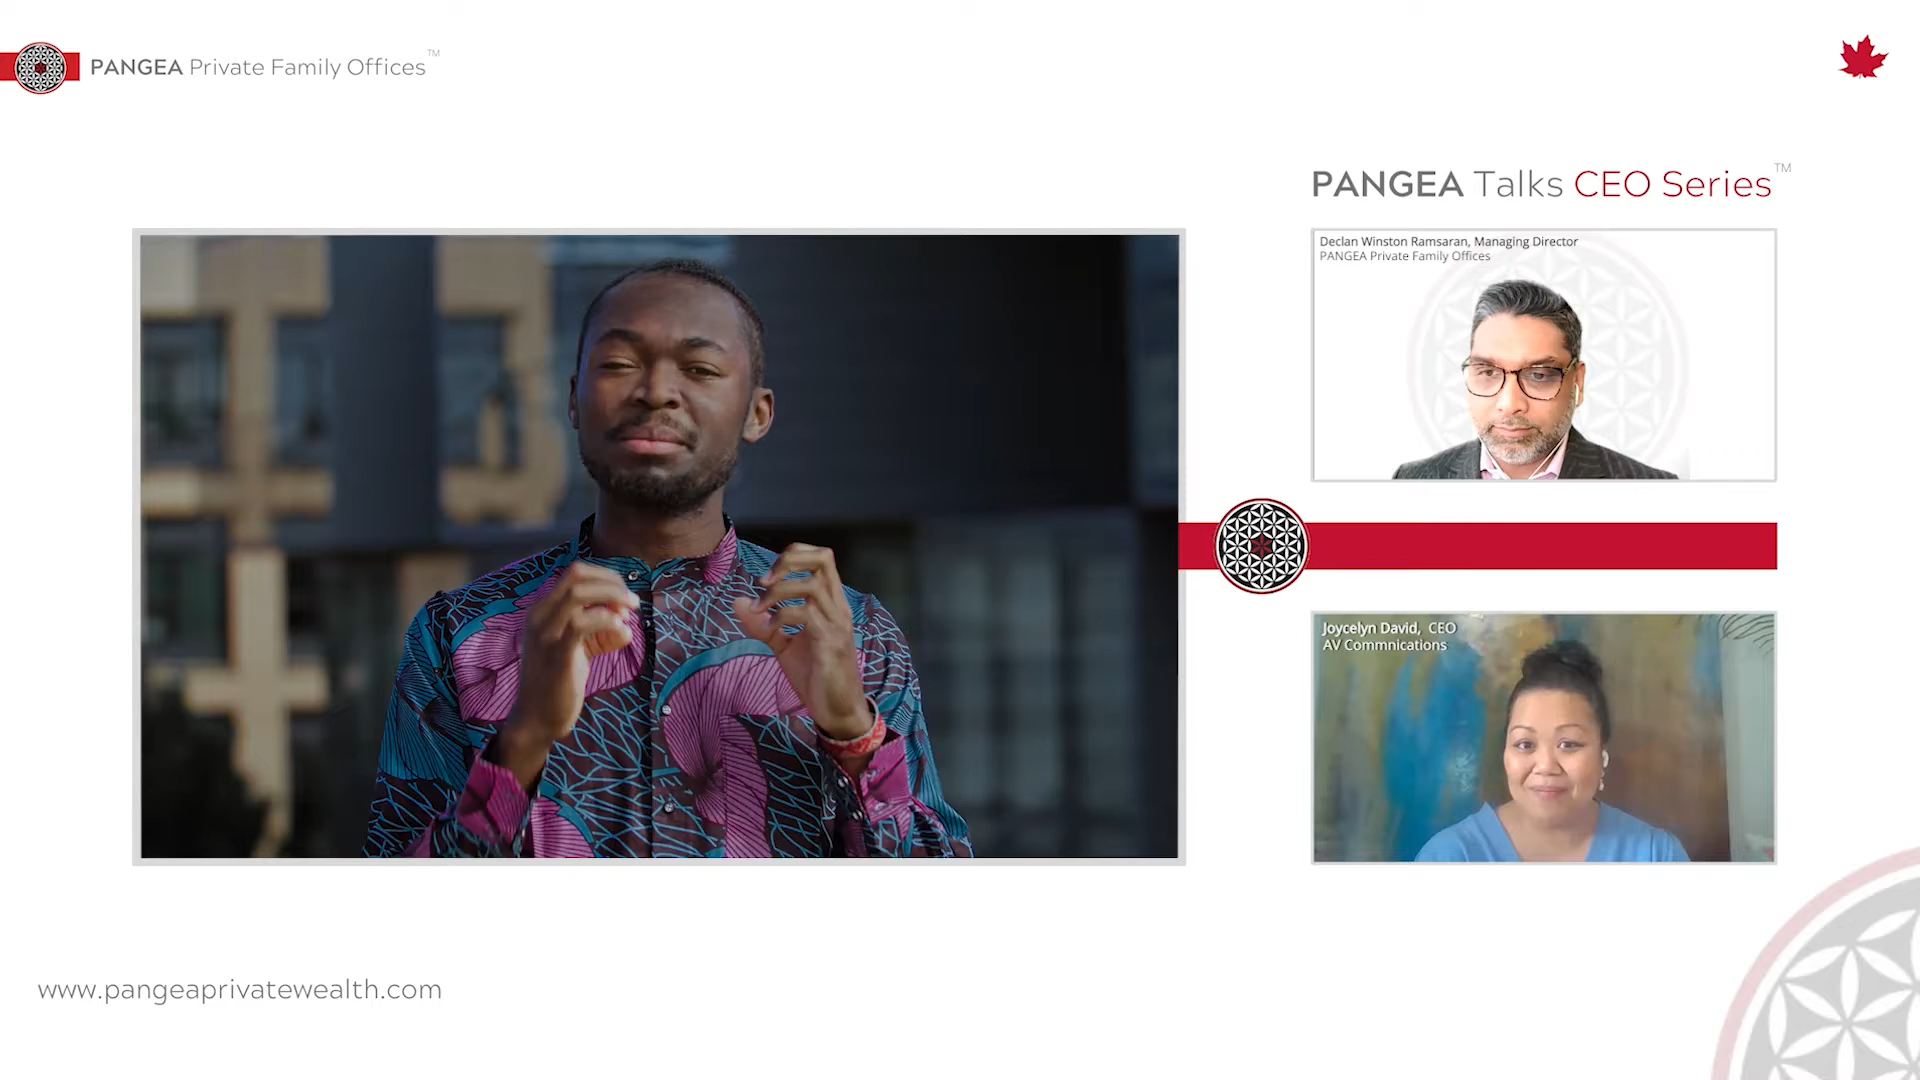 PANGEA Private Family Offices™
PANGEA Talks CEO Series™
Declan Winston Ramsaran, Managing Director
PANGEA Private Family Offices
Joycelyn David, CEO
AV Commnications
www.pangeaprivatewealth.com